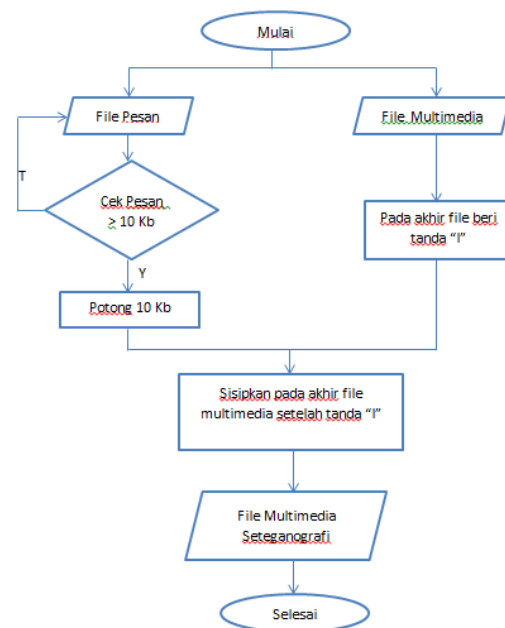 Mulai
File Pesan
File Multimedia
T
Cek Pesan
≥ 10 Kb
Pada akhir file beri
tanda “I”
Y
Potong 10 Kb
Sisipkan pada akhir file
multimedia setelah tanda “I”
File Multimedia
Seteganografi
Selesai